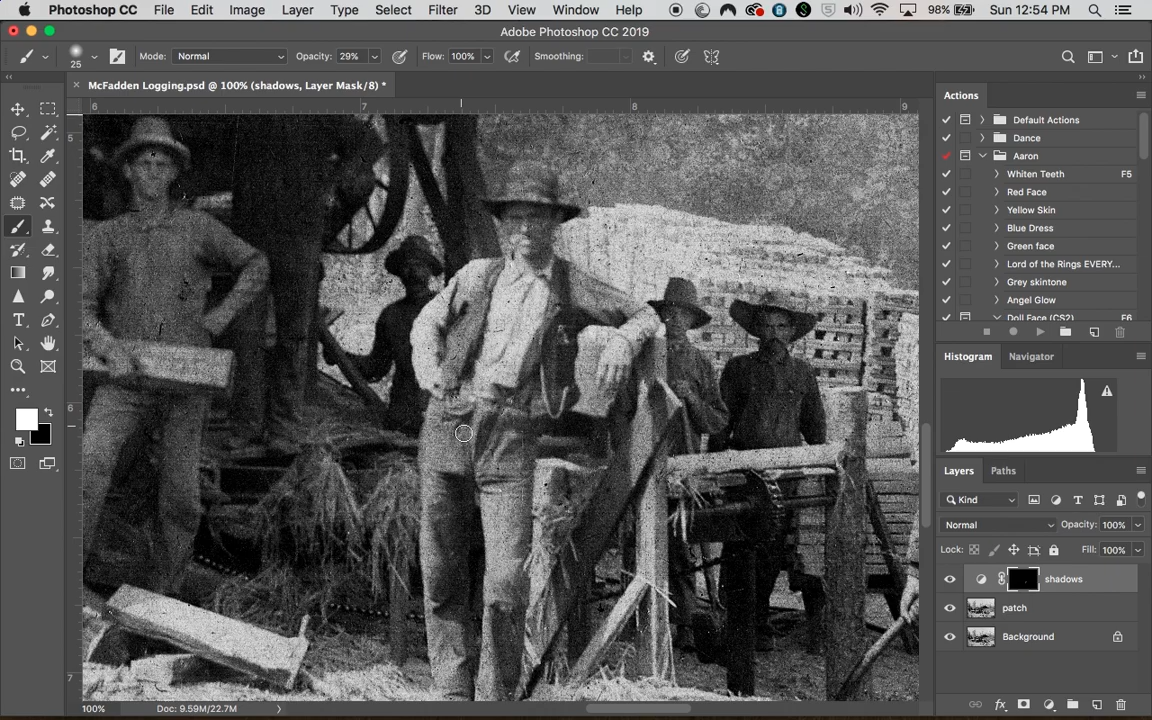 Photoshop CC File Edit Image Layer Type Select Filter 3D View Window Help 98% Sun 12:54 PM
Adobe Photoshop CC 2019
25 Mode: Normal Opacity: 29% Flow: 100% Smoothing:
McFadden Logging.psd @ 100% (shadows, Layer Mask/8) *
6 7 8 9
5
6
7
Actions
Default Actions
Dance
Aaron
Whiten Teeth F5
Red Face
Yellow Skin
Blue Dress
Green face
Lord of the Rings EVERY...
Grey skintone
Angel Glow
Doll Face (CS2) F6
Histogram Navigator
Layers Paths
Kind
Normal Opacity: 100%
Lock: Fill: 100%
shadows
patch
Background
100% Doc: 9.59M/22.7M